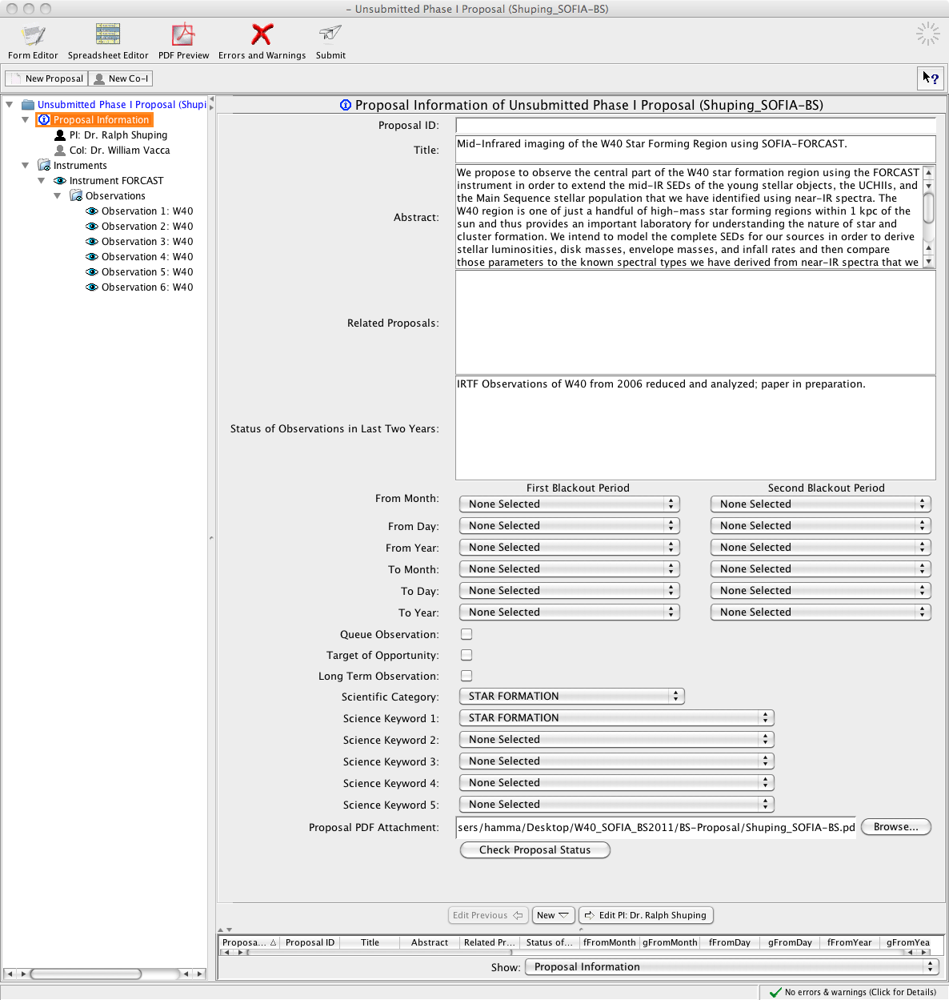 - Unsubmitted Phase I Proposal (Shuping_SOFIA-BS)
Form Editor Spreadsheet Editor PDF Preview Errors and Warnings Submit
New Proposal New Co-I
?
Unsubmitted Phase I Proposal (Shupi
Proposal Information
PI: Dr. Ralph Shuping
CoI: Dr. William Vacca
Instruments
Instrument FORCAST
Observations
Observation 1: W40
Observation 2: W40
Observation 3: W40
Observation 4: W40
Observation 5: W40
Observation 6: W40
Proposal Information of Unsubmitted Phase I Proposal (Shuping_SOFIA-BS)
Proposal ID:
Title: Mid-Infrared imaging of the W40 Star Forming Region using SOFIA-FORCAST.
Abstract:
We propose to observe the central part of the W40 star formation region using the FORCAST
instrument in order to extend the mid-IR SEDs of the young stellar objects, the UCHIIs, and
the Main Sequence stellar population that we have identified using near-IR spectra. The
W40 region is one of just a handful of high-mass star forming regions within 1 kpc of the
sun and thus provides an important laboratory for understanding the nature of star and
cluster formation. We intend to model the complete SEDs for our sources in order to derive
stellar luminosities, disk masses, envelope masses, and infall rates and then compare
those parameters to the known spectral types we have derived from near-IR spectra that we
Related Proposals:
Status of Observations in Last Two Years:
IRTF Observations of W40 from 2006 reduced and analyzed; paper in preparation.
First Blackout Period Second Blackout Period
From Month: None Selected None Selected
From Day: None Selected None Selected
From Year: None Selected None Selected
To Month: None Selected None Selected
To Day: None Selected None Selected
To Year: None Selected None Selected
Queue Observation:
Target of Opportunity:
Long Term Observation:
Scientific Category: STAR FORMATION
Science Keyword 1: STAR FORMATION
Science Keyword 2: None Selected
Science Keyword 3: None Selected
Science Keyword 4: None Selected
Science Keyword 5: None Selected
Proposal PDF Attachment: sers/hamma/Desktop/W40_SOFIA_BS2011/BS-Proposal/Shuping_SOFIA-BS.pd Browse...
Check Proposal Status
Edit Previous New Edit PI: Dr. Ralph Shuping
Proposa... Proposal ID Title Abstract Related Pr... Status of... fFromMonth gFromMonth fFromDay gFromDay fFromYear gFromYea
Show: Proposal Information
No errors & warnings (Click for Details)